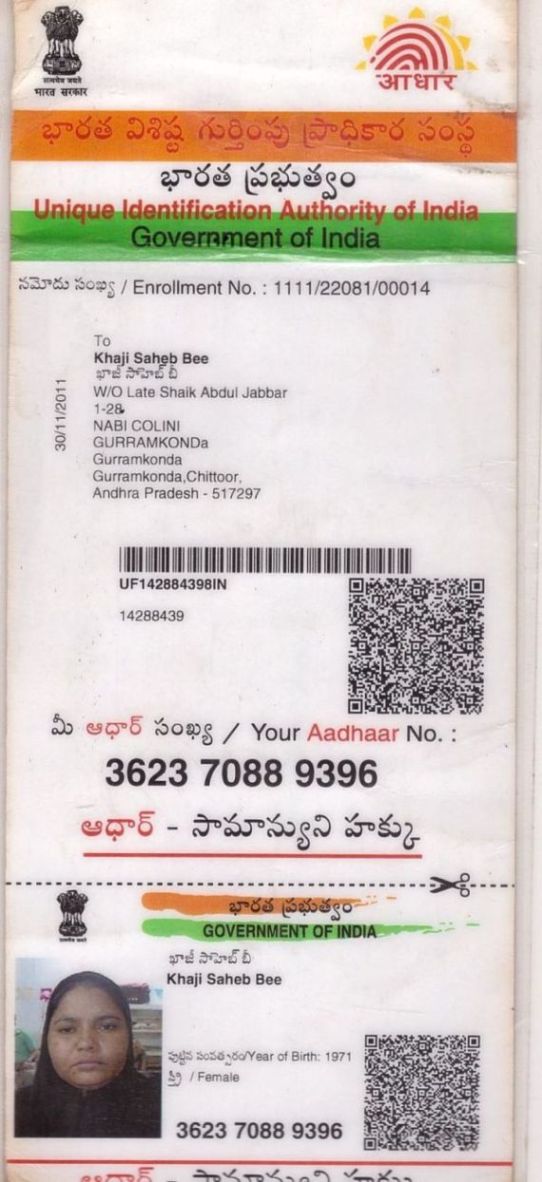 सत्यमेव जयते
भारत सरकार
आधार
భారత విశిష్ట గుర్తింపు ప్రాధికార సంస్థ
భారత ప్రభుత్వం
Unique Identification Authority of India
Government of India
నమోదు సంఖ్య / Enrollment No. : 1111/22081/00014
30/11/2011
To
Khaji Saheb Bee
ఖాజీ సాహెబ్ బీ
W/O Late Shaik Abdul Jabbar
1-28
NABI COLINI
GURRAMKONDa
Gurramkonda
Gurramkonda,Chittoor,
Andhra Pradesh - 517297
UF142884398IN
14288439
మీ ఆధార్ సంఖ్య / Your Aadhaar No. :
3623 7088 9396
ఆధార్ - సామాన్యుని హక్కు
భారత ప్రభుత్వం
GOVERNMENT OF INDIA
ఖాజీ సాహెబ్ బీ
Khaji Saheb Bee
పుట్టిన సంవత్సరం/Year of Birth: 1971
స్త్రీ / Female
3623 7088 9396
ఆధార్ - సామాన్యుని హక్కు